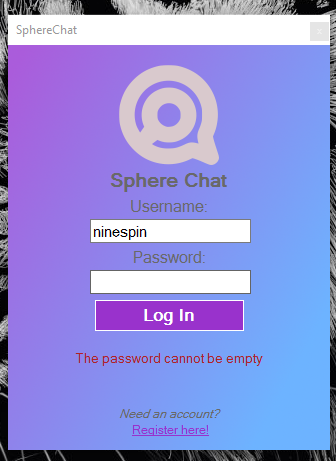 SphereChat
x
Sphere Chat
Username:
ninespin
Password:
Log In
The password cannot be empty
Need an account?
Register here!